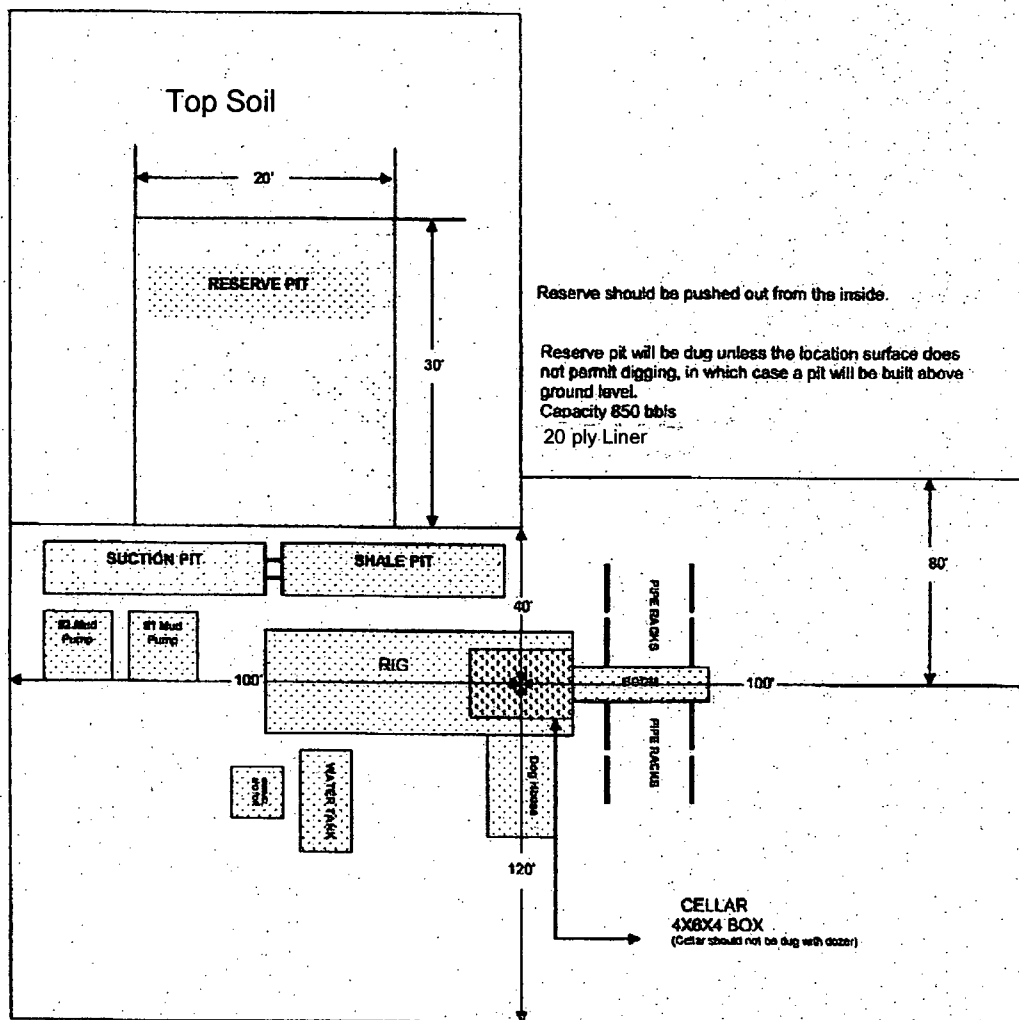 Top Soil
20'
RESERVE PIT
30'
Reserve should be pushed out from the inside.
Reserve pit will be dug unless the location surface does
not permit digging, in which case a pit will be built above
ground level.
Capacity 850 bbls
20 ply Liner
SUCTION PIT
SHALE PIT
40'
80'
#2 Mud
Pump
#1 Mud
Pump
PIPE RACKS
RIG
100'
100'
PIPE RACKS
WATER TANK
Dog House
120'
CELLAR
4X6X4 BOX
(Cellar should not be dug with dozer)